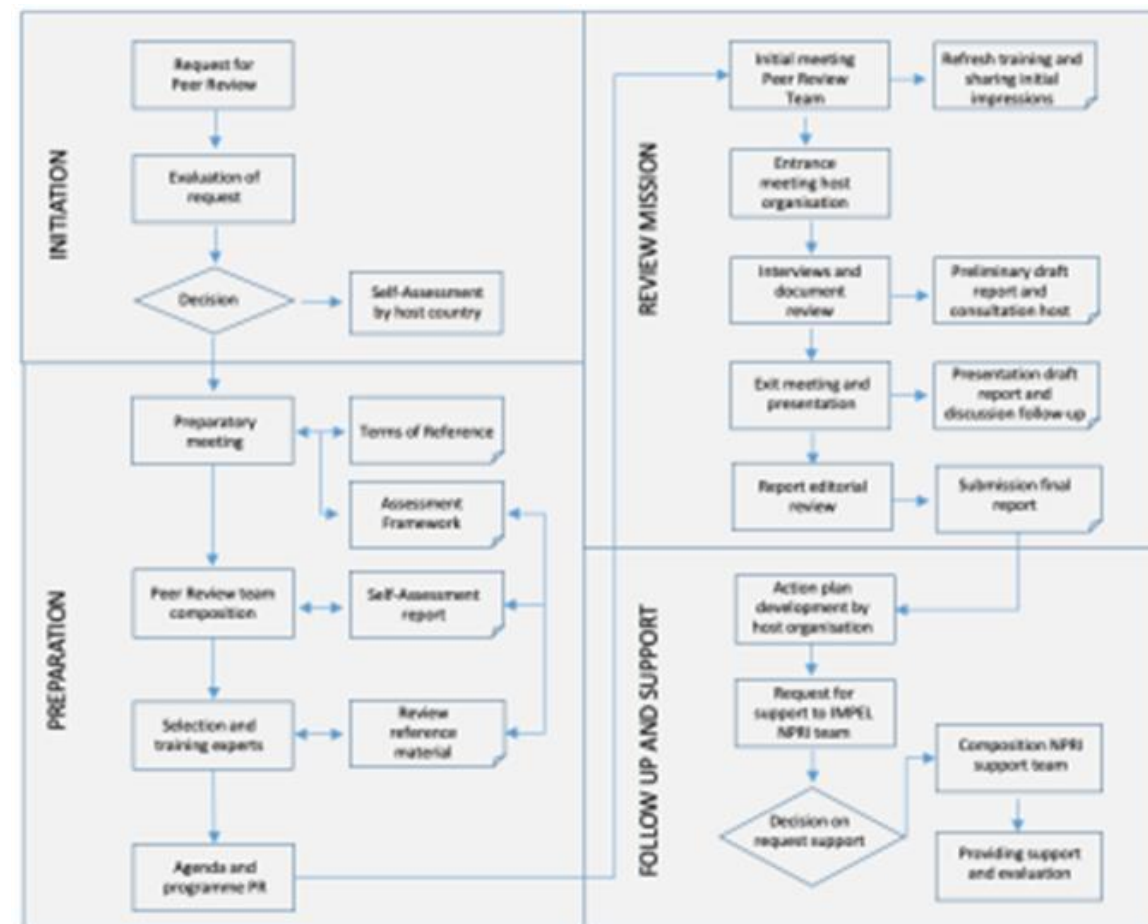 INITIATION
Request for
Peer Review
Evaluation of
request
Decision
Self-Assessment
by host country
PREPARATION
Preparatory
meeting
Terms of Reference
Assessment
Framework
Peer Review team
composition
Self-Assessment
report
Selection and
training experts
Review
reference
material
Agenda and
programme PR
REVIEW MISSION
Initial meeting
Peer Review
Team
Refresh training and
sharing initial
impressions
Entrance
meeting host
organisation
Interviews and
document
review
Preliminary draft
report and
consultation host
Exit meeting and
presentation
Presentation draft
report and
discussion follow-up
Report editorial
review
Submission final
report
FOLLOW UP AND SUPPORT
Action plan
development by
host organisation
Request for
support to IMPEL
NPRI team
Decision on
request support
Composition NPRI
support team
Providing support
and evaluation